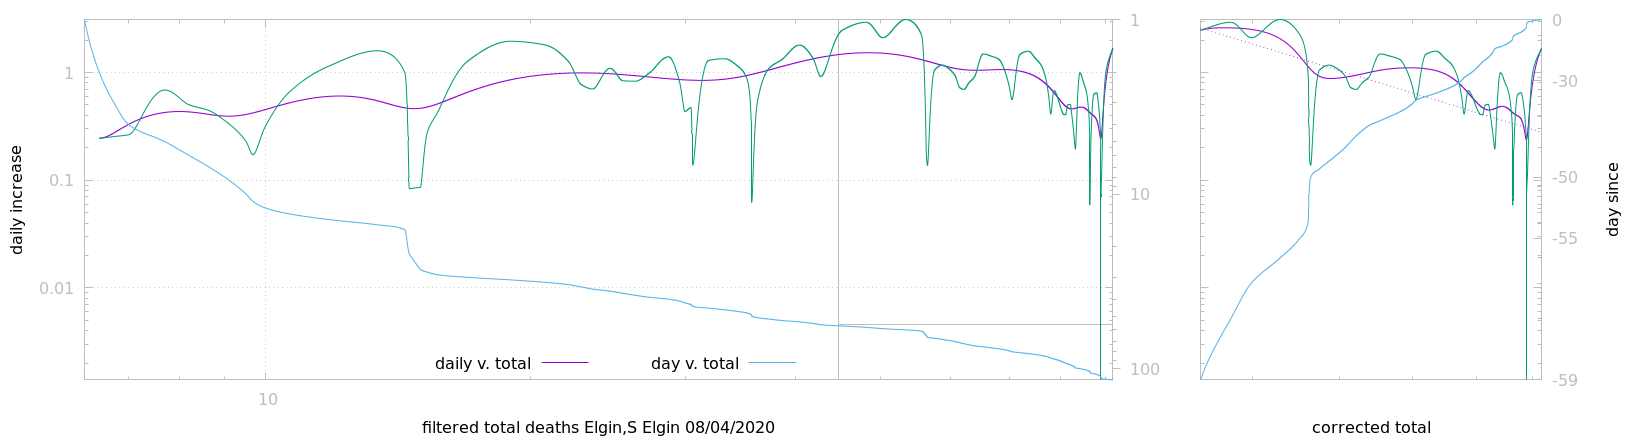 daily increase
1
0.1
0.01
10
daily v. total
day v. total
filtered total deaths Elgin,S Elgin 08/04/2020
1
10
100
0
-30
-50
-55
-59
day since
corrected total